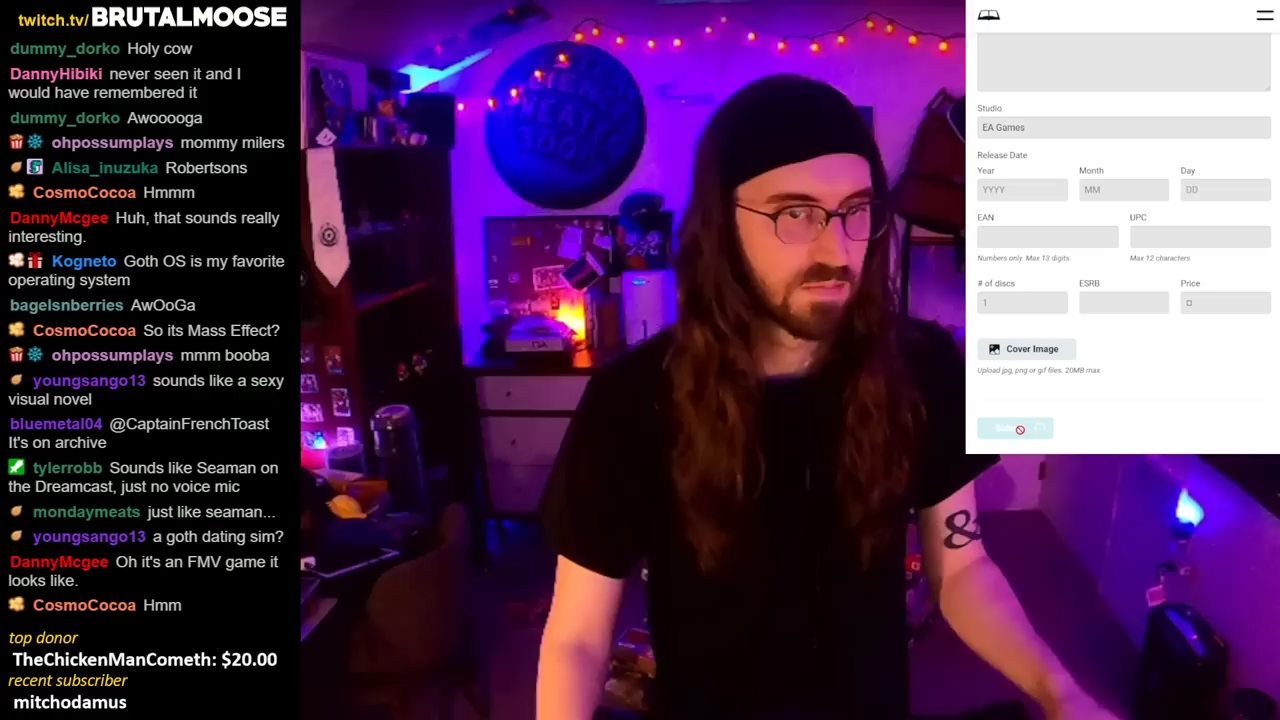 twitch.tv/BRUTALMOOSE
dummy_dorko Holy cow
DannyHibiki never seen it and I
would have remembered it
dummy_dorko Awooooga
ohpossumplays mommy milers
Alisa_inuzuka Robertsons
CosmoCocoa Hmmm
DannyMcgee Huh, that sounds really
interesting.
Kogneto Goth OS is my favorite
operating system
bagelsnberries AwOoGa
CosmoCocoa So its Mass Effect?
ohpossumplays mmm booba
youngsango13 sounds like a sexy
visual novel
bluemetal04 @CaptainFrenchToast
It's on archive
tylerrobb Sounds like Seaman on
the Dreamcast, just no voice mic
mondaymeats just like seaman...
youngsango13 a goth dating sim?
DannyMcgee Oh it's an FMV game it
looks like.
CosmoCocoa Hmm
top donor
TheChickenManCometh: $20.00
recent subscriber
mitchodamus
MEAT
3000
&
Studio
EA Games
Release Date
Year Month Day
YYYY MM DD
EAN UPC
Numbers only. Max 13 digits. Max 12 characters.
# of discs ESRB Price
1
Cover Image
Upload jpg, png or gif files. 20MB max.